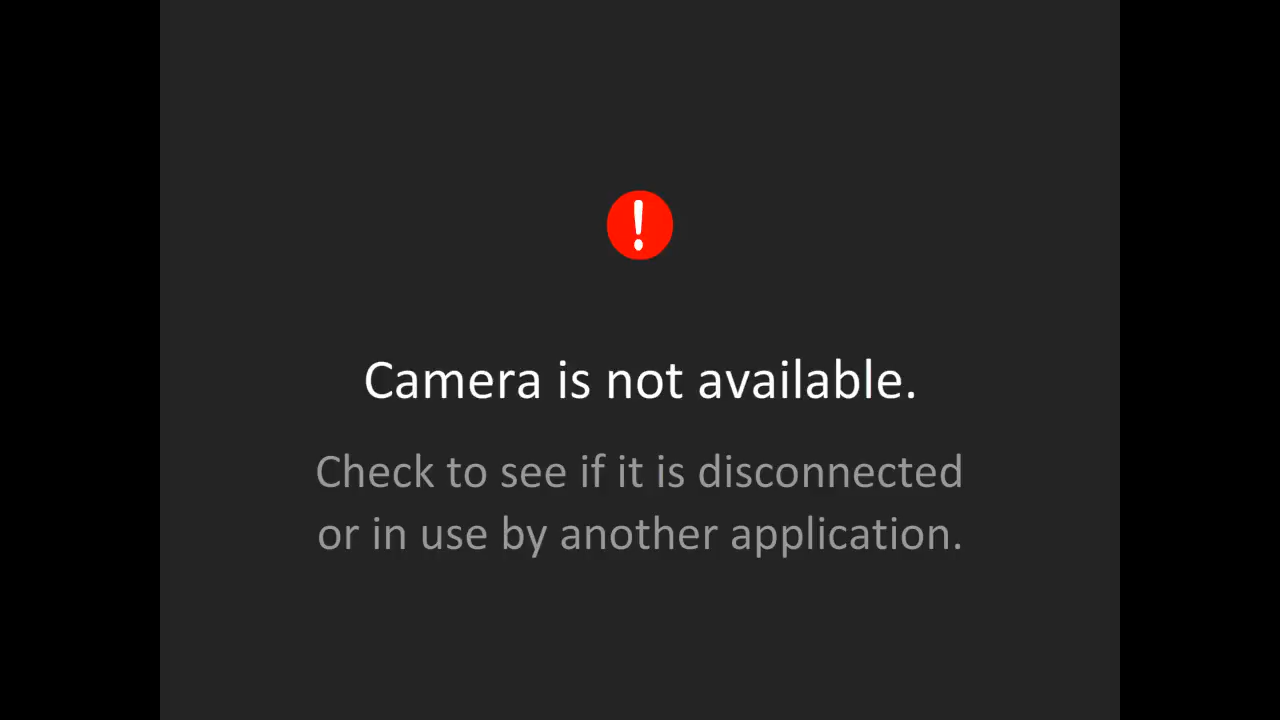 Camera is not available.
Check to see if it is disconnected
or in use by another application.